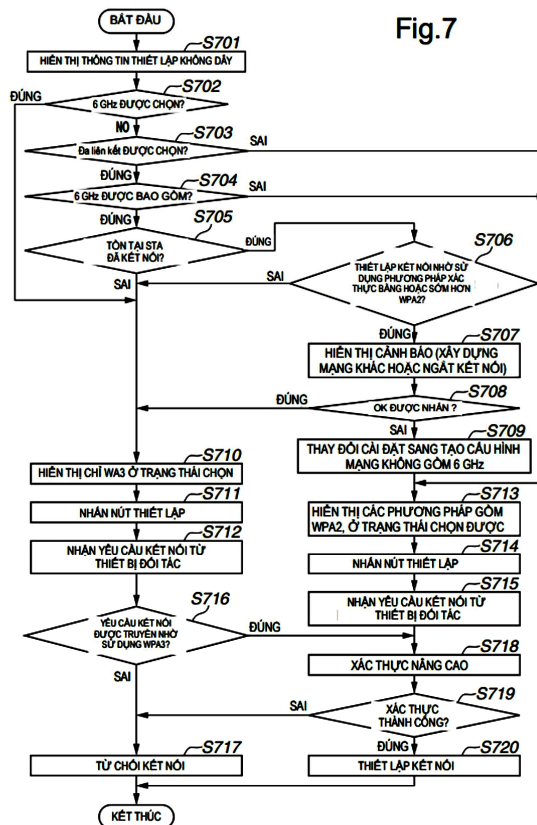 Fig.7
BẮT ĐẦU
S701
HIỂN THỊ THÔNG TIN THIẾT LẬP KHÔNG DÂY
S702
6 GHz ĐƯỢC CHỌN?
ĐÚNG
NO
S703
Đa liên kết ĐƯỢC CHỌN?
SAI
ĐÚNG
S704
6 GHz ĐƯỢC BAO GỒM?
SAI
ĐÚNG
S705
TỒN TẠI STA
ĐÃ KẾT NỐI?
ĐÚNG
SAI
S706
THIẾT LẬP KẾT NỐI NHỜ SỬ
DỤNG PHƯƠNG PHÁP XÁC
THỰC BẰNG HOẶC SỚM HƠN
WPA2?
SAI
ĐÚNG
S707
HIỂN THỊ CẢNH BÁO (XÂY DỰNG
MẠNG KHÁC HOẶC NGẮT KẾT NỐI)
S708
OK ĐƯỢC NHẤN ?
ĐÚNG
SAI
S709
THAY ĐỔI CÀI ĐẶT SANG TẠO CẤU HÌNH
MẠNG KHÔNG GỒM 6 GHz
S710
HIỂN THỊ CHỈ WA3 Ở TRẠNG THÁI CHỌN
S711
NHẤN NÚT THIẾT LẬP
S712
NHẬN YÊU CẦU KẾT NỐI TỪ
THIẾT BỊ ĐỐI TÁC
S713
HIỂN THỊ CÁC PHƯƠNG PHÁP GỒM
WPA2, Ở TRẠNG THÁI CHỌN ĐƯỢC
S714
NHẤN NÚT THIẾT LẬP
S715
NHẬN YÊU CẦU KẾT NỐI TỪ
THIẾT BỊ ĐỐI TÁC
S716
YÊU CẦU KẾT NỐI
ĐƯỢC TRUYỀN NHỜ
SỬ DỤNG WPA3?
ĐÚNG
SAI
S718
XÁC THỰC NÂNG CAO
S719
XÁC THỰC
THÀNH CÔNG?
SAI
ĐÚNG
S717
TỪ CHỐI KẾT NỐI
S720
THIẾT LẬP KẾT NỐI
KẾT THÚC